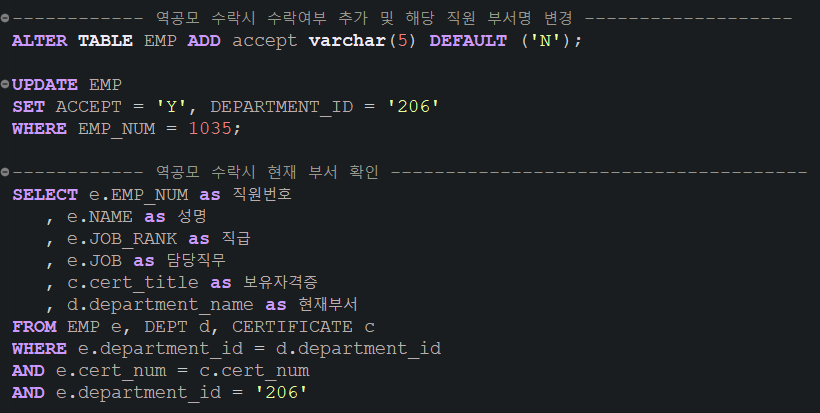 ------------ 역공모 수락시 수락여부 추가 및 해당 직원 부서명 변경 -------------------
ALTER TABLE EMP ADD accept varchar(5) DEFAULT ('N');
UPDATE EMP
SET ACCEPT = 'Y', DEPARTMENT_ID = '206'
WHERE EMP_NUM = 1035;
------------ 역공모 수락시 현재 부서 확인 --------------------------------------
SELECT e.EMP_NUM as 직원번호
, e.NAME as 성명
, e.JOB_RANK as 직급
, e.JOB as 담당직무
, c.cert_title as 보유자격증
, d.department_name as 현재부서
FROM EMP e, DEPT d, CERTIFICATE c
WHERE e.department_id = d.department_id
AND e.cert_num = c.cert_num
AND e.department_id = '206'